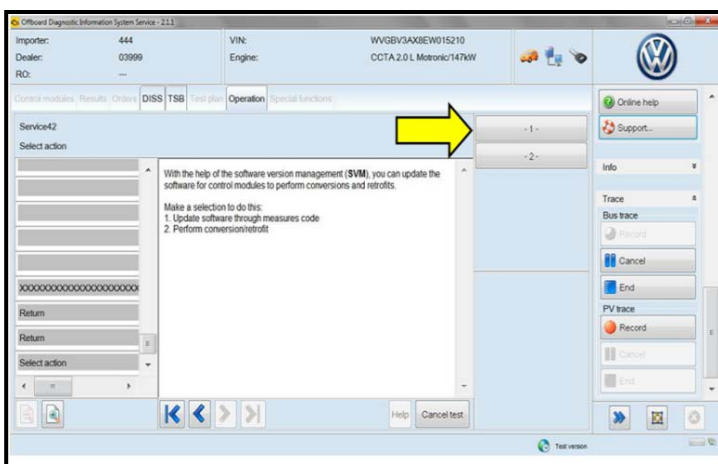 Offboard Diagnostic Information System Service - 2.1.1
Importer: 444 VIN: WVGBV3AX8EW015210
Dealer: 03999 Engine: CCTA 2.0 L Motronic/147kW
RO: ---
Control modules Results Orders DISS TSB Test plan Operation Special functions
Service42
Select action
With the help of the software version management (SVM), you can update the
software for control modules to perform conversions and retrofits.
Make a selection to do this:
1. Update software through measures code
2. Perform conversion/retrofit
XXXXXXXXXXXXXXXXXXXXXX
Return
Return
Select action
- 1 -
- 2 -
Help
Cancel test
Online help
Support...
Info
Trace
Bus trace
Record
Cancel
End
PV trace
Record
Cancel
End
Test version